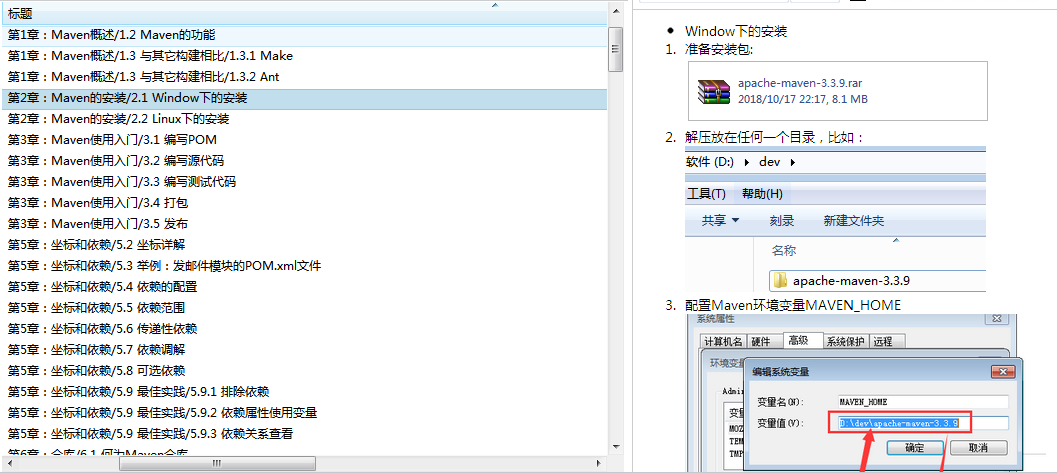 标题
第1章：Maven概述/1.2 Maven的功能
第1章：Maven概述/1.3 与其它构建相比/1.3.1 Make
第1章：Maven概述/1.3 与其它构建相比/1.3.2 Ant
第2章：Maven的安装/2.1 Window下的安装
第2章：Maven的安装/2.2 Linux下的安装
第3章：Maven使用入门/3.1 编写POM
第3章：Maven使用入门/3.2 编写源代码
第3章：Maven使用入门/3.3 编写测试代码
第3章：Maven使用入门/3.4 打包
第3章：Maven使用入门/3.5 发布
第5章：坐标和依赖/5.2 坐标详解
第5章：坐标和依赖/5.3 举例：发邮件模块的POM.xml文件
第5章：坐标和依赖/5.4 依赖的配置
第5章：坐标和依赖/5.5 依赖范围
第5章：坐标和依赖/5.6 传递性依赖
第5章：坐标和依赖/5.7 依赖调解
第5章：坐标和依赖/5.8 可选依赖
第5章：坐标和依赖/5.9 最佳实践/5.9.1 排除依赖
第5章：坐标和依赖/5.9 最佳实践/5.9.2 依赖属性使用变量
第5章：坐标和依赖/5.9 最佳实践/5.9.3 依赖关系查看
第6章：仓库/6.1 何为Maven仓库
● Window下的安装
1. 准备安装包:
apache-maven-3.3.9.rar
2018/10/17 22:17, 8.1 MB
2. 解压放在任何一个目录，比如：
软件 (D:) ▸ dev ▸
工具(T) 帮助(H)
共享 刻录 新建文件夹
名称
apache-maven-3.3.9
3. 配置Maven环境变量MAVEN_HOME
系统属性
计算机名 硬件 高级 系统保护 远程
环境变
编辑系统变量
Admi
变量名(N): MAVEN_HOME
变
变量值(V): D:\dev\apache-maven-3.3.9
MOZ
TEM
TMP
确定 取消